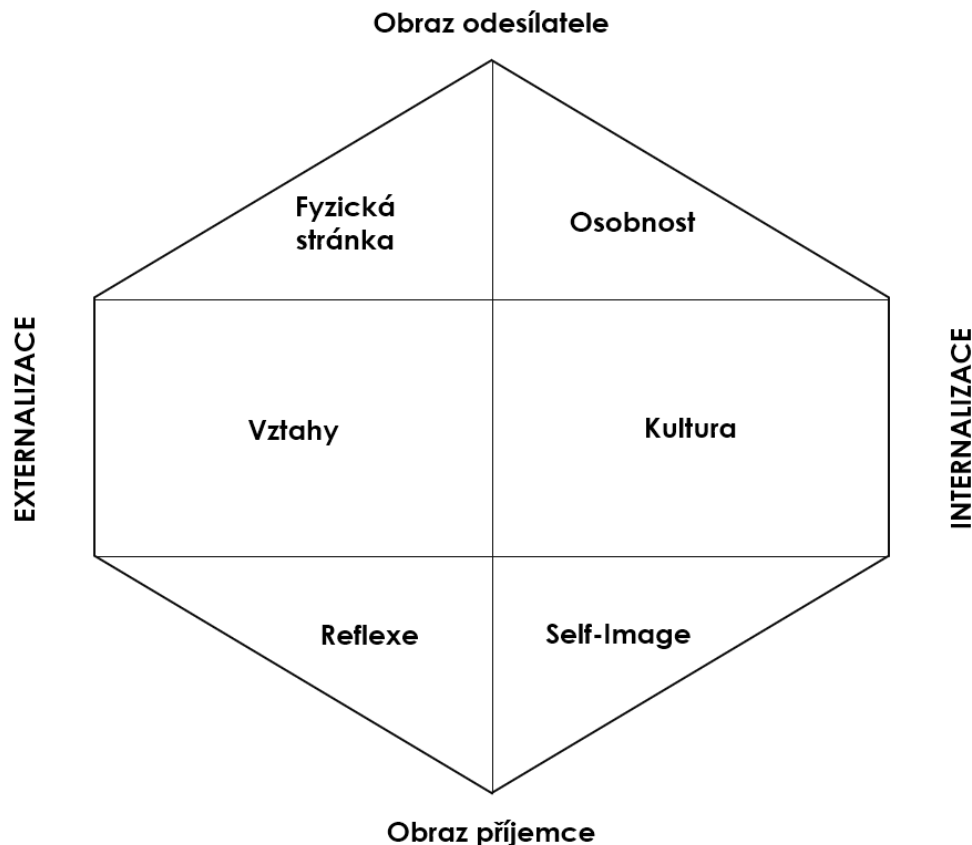 Obraz odesílatele
Fyzická
stránka
Osobnost
EXTERNALIZACE
Vztahy
Kultura
INTERNALIZACE
Reflexe
Self-Image
Obraz příjemce